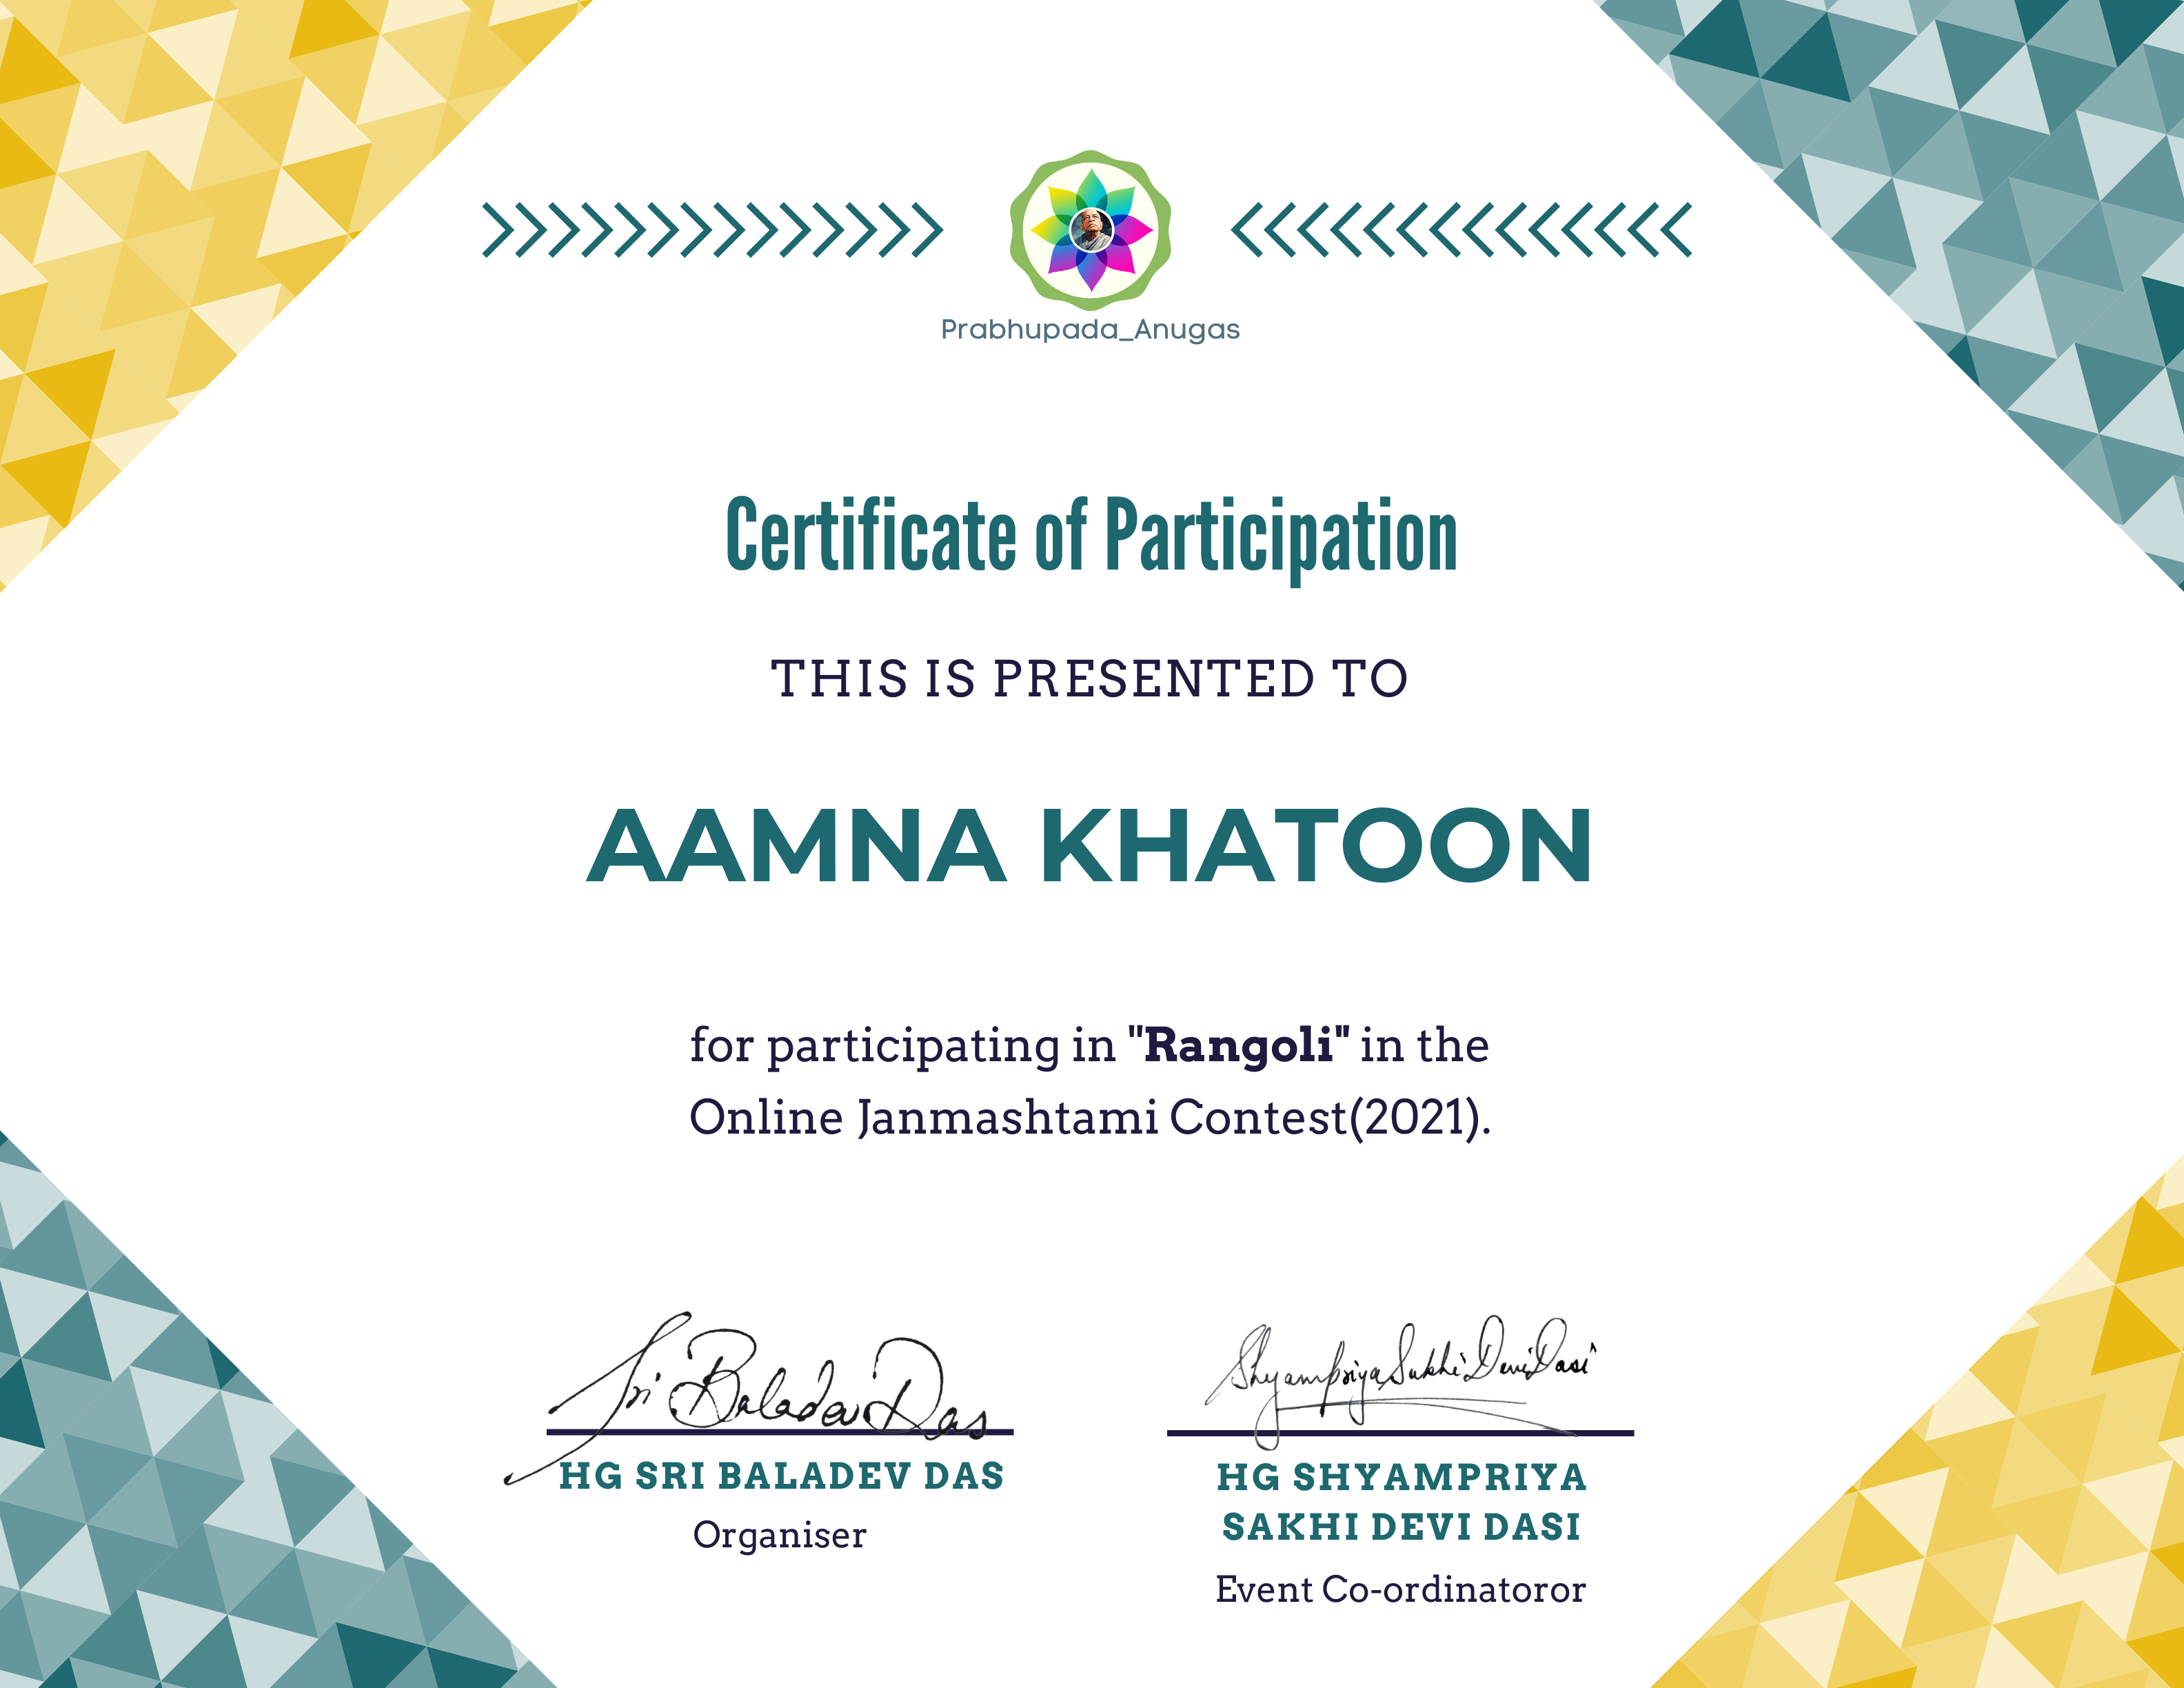 Prabhupada_Anugas
Certificate of Participation
THIS IS PRESENTED TO
AAMNA KHATOON
for participating in "Rangoli" in the
Online Janmashtami Contest(2021).
Sri Baladev Das
HG SRI BALADEV DAS
Organiser
Shyampriya Sakhi Devi Dasi
HG SHYAMPRIYA
SAKHI DEVI DASI
Event Co-ordinatoror